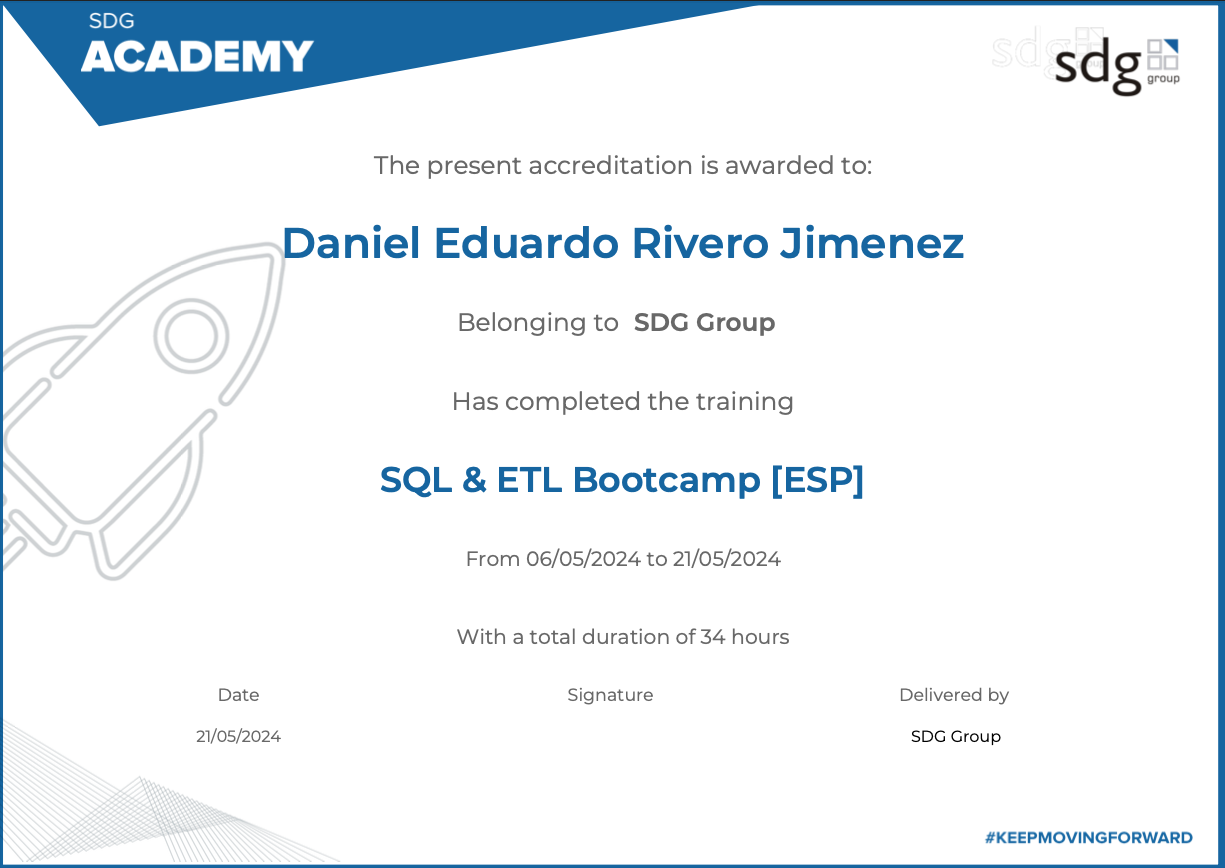 SDG
ACADEMY
sdg group
sdg group
The present accreditation is awarded to:
Daniel Eduardo Rivero Jimenez
Belonging to SDG Group
Has completed the training
SQL & ETL Bootcamp [ESP]
From 06/05/2024 to 21/05/2024
With a total duration of 34 hours
Date Signature Delivered by
21/05/2024 SDG Group
#KEEPMOVINGFORWARD